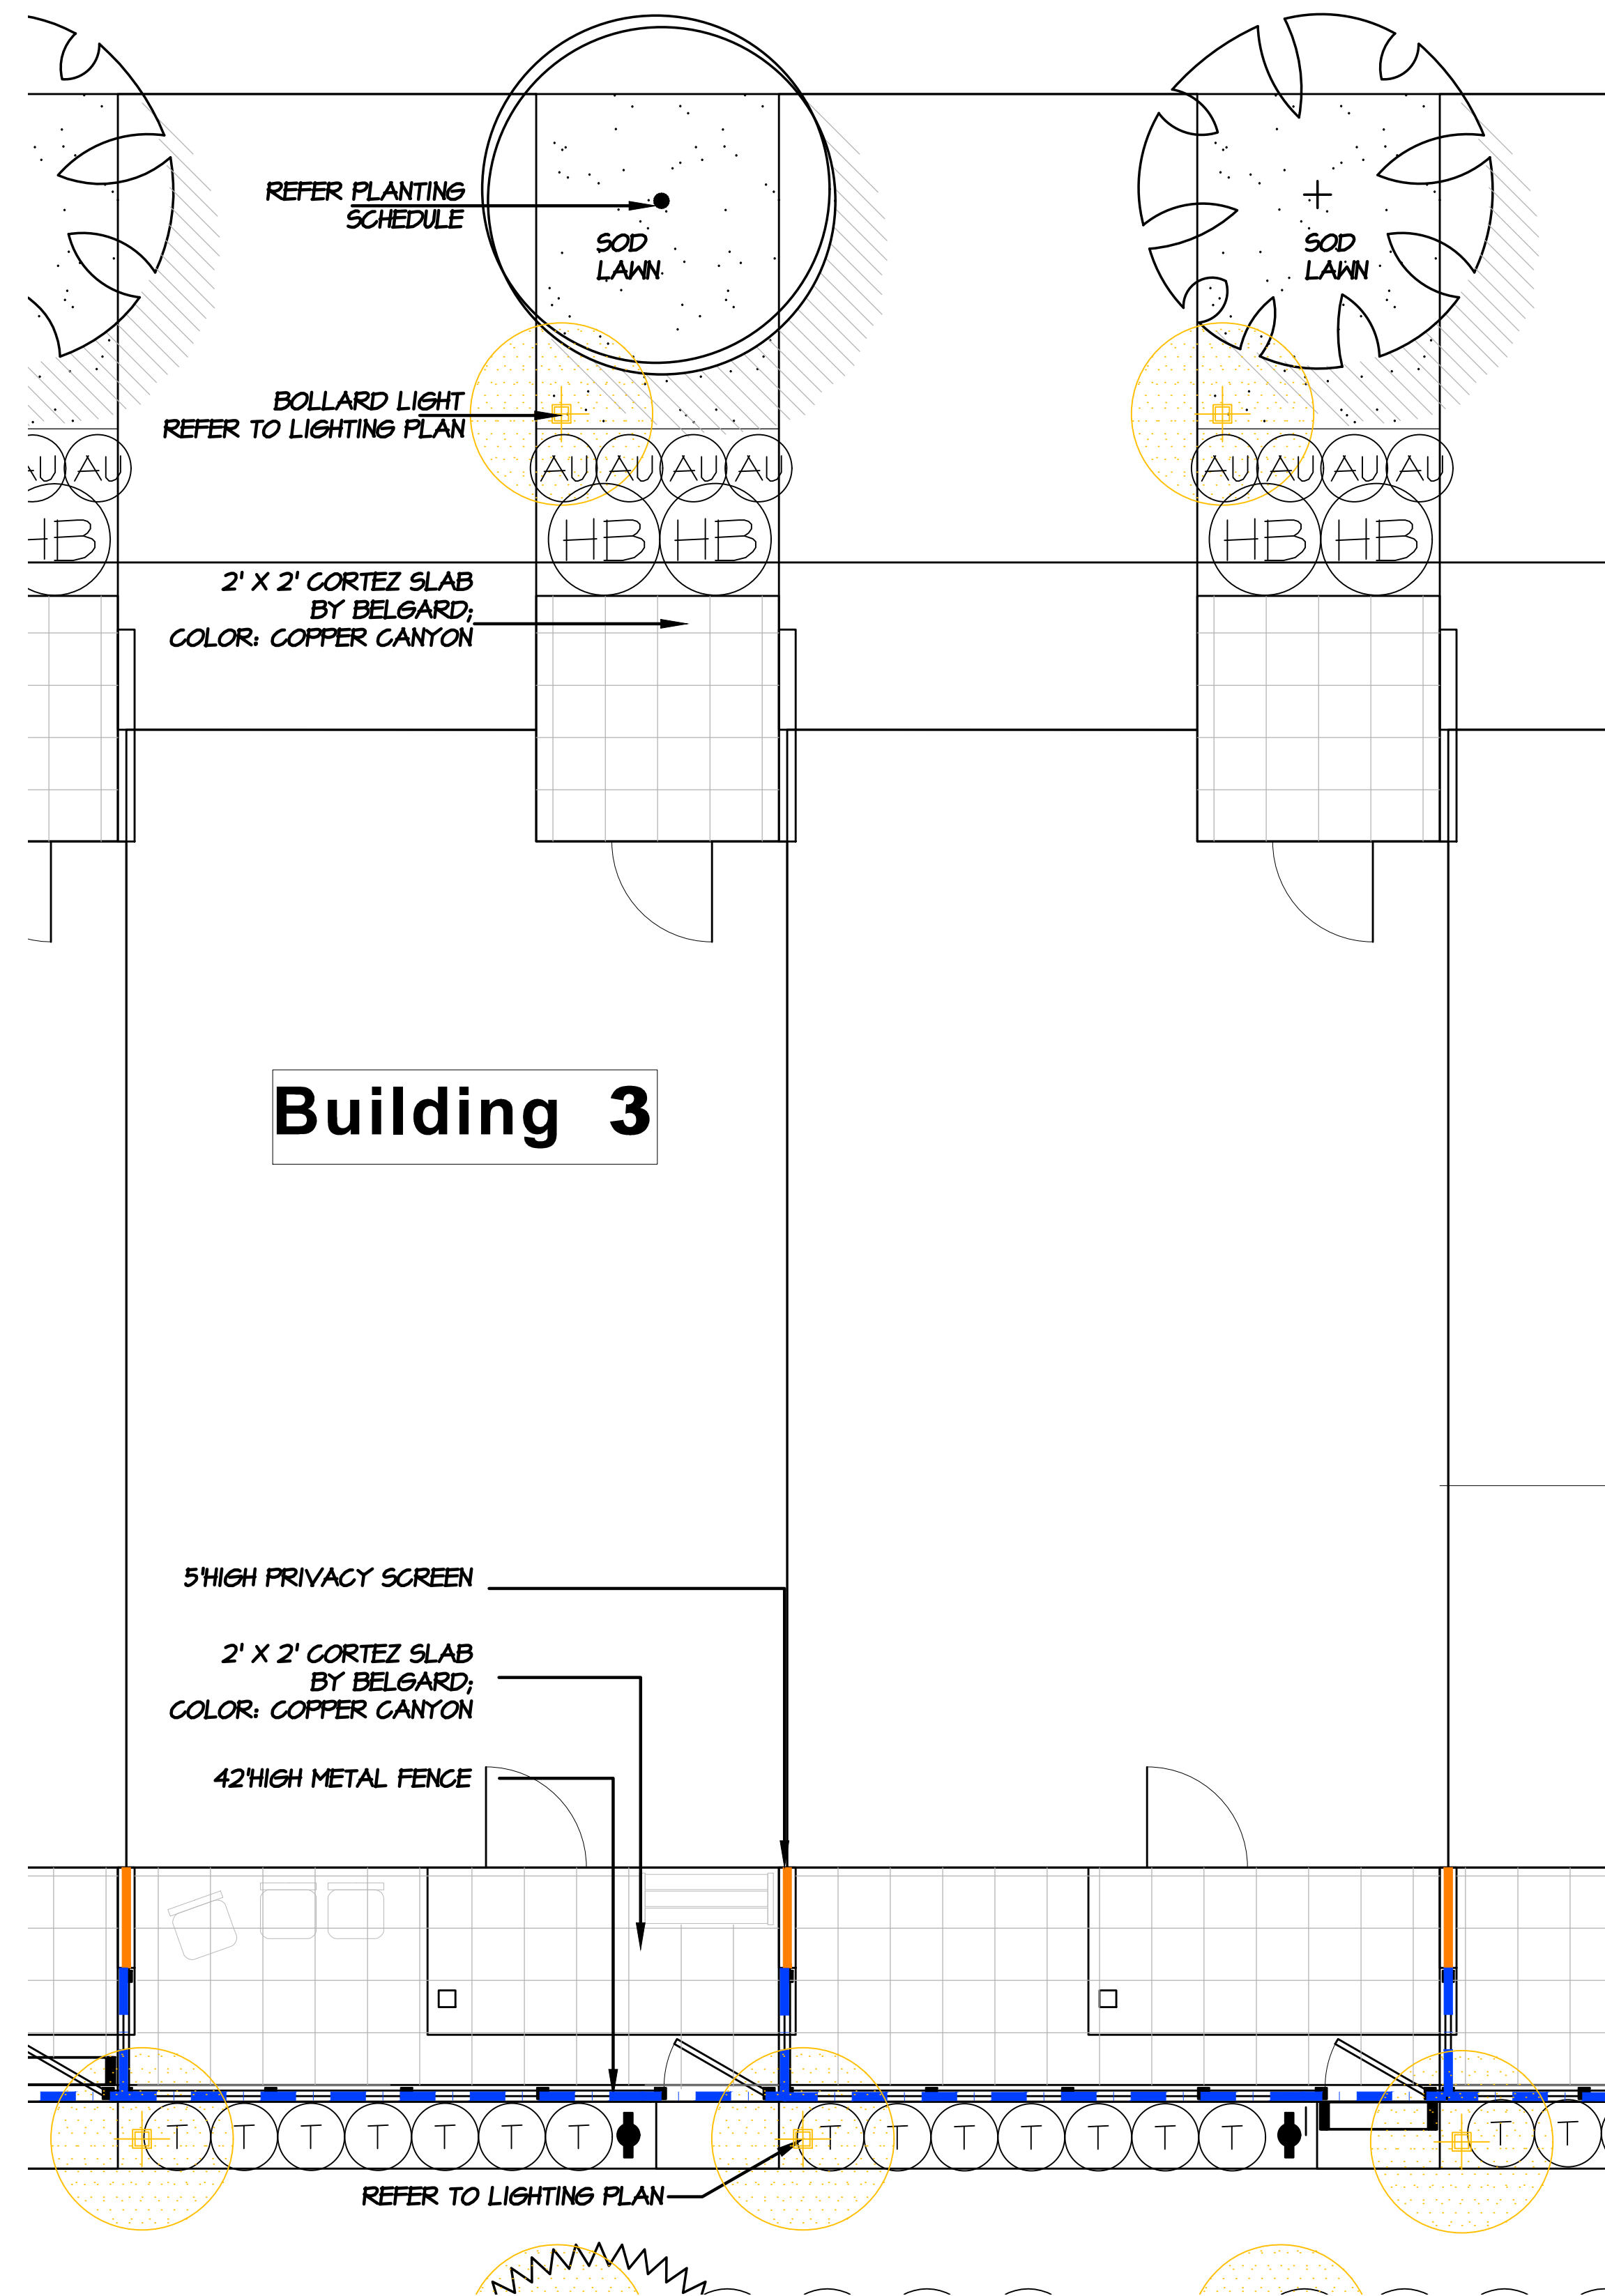 REFER PLANTING
SCHEDULE
SOD
LAWN
SOD
LAWN
BOLLARD LIGHT
REFER TO LIGHTING PLAN
AU AU AU AU AU AU AU AU AU AU
HB HB HB HB HB
2' X 2' CORTEZ SLAB
BY BELGARD;
COLOR: COPPER CANYON
Building 3
5'HIGH PRIVACY SCREEN
2' X 2' CORTEZ SLAB
BY BELGARD;
COLOR: COPPER CANYON
42'HIGH METAL FENCE
T T T T T T T T T T T T T T T T
REFER TO LIGHTING PLAN